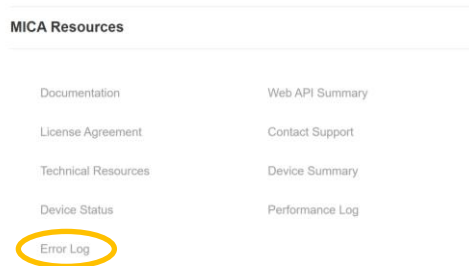 MICA Resources
Documentation Web API Summary
License Agreement Contact Support
Technical Resources Device Summary
Device Status Performance Log
Error Log